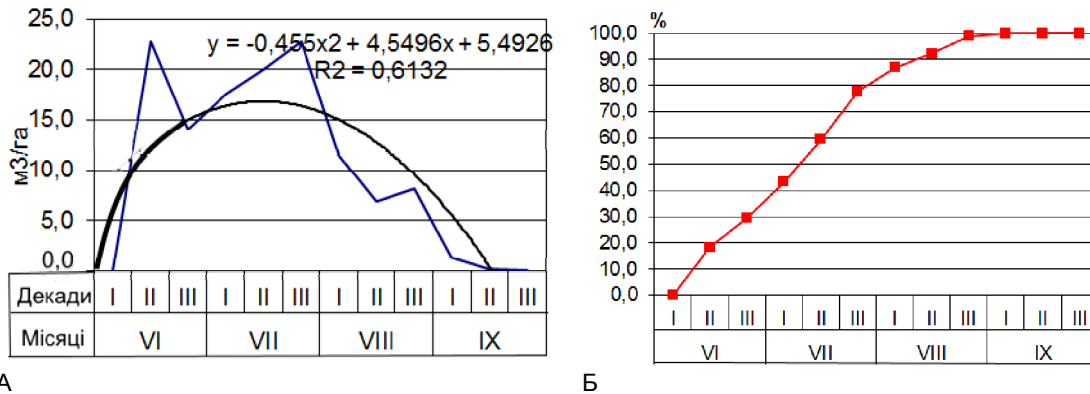 25,0
y = -0,455x2 + 4,5496x + 5,4926
20,0
R2 = 0,6132
15,0
10,0
5,0
0,0
м3/га
Декади I II III I II III I II III I II III
Місяці VI VII VIII IX
А
%
100,0
90,0
80,0
70,0
60,0
50,0
40,0
30,0
20,0
10,0
0,0
I II III I II III I II III I II III
VI VII VIII IX
Б